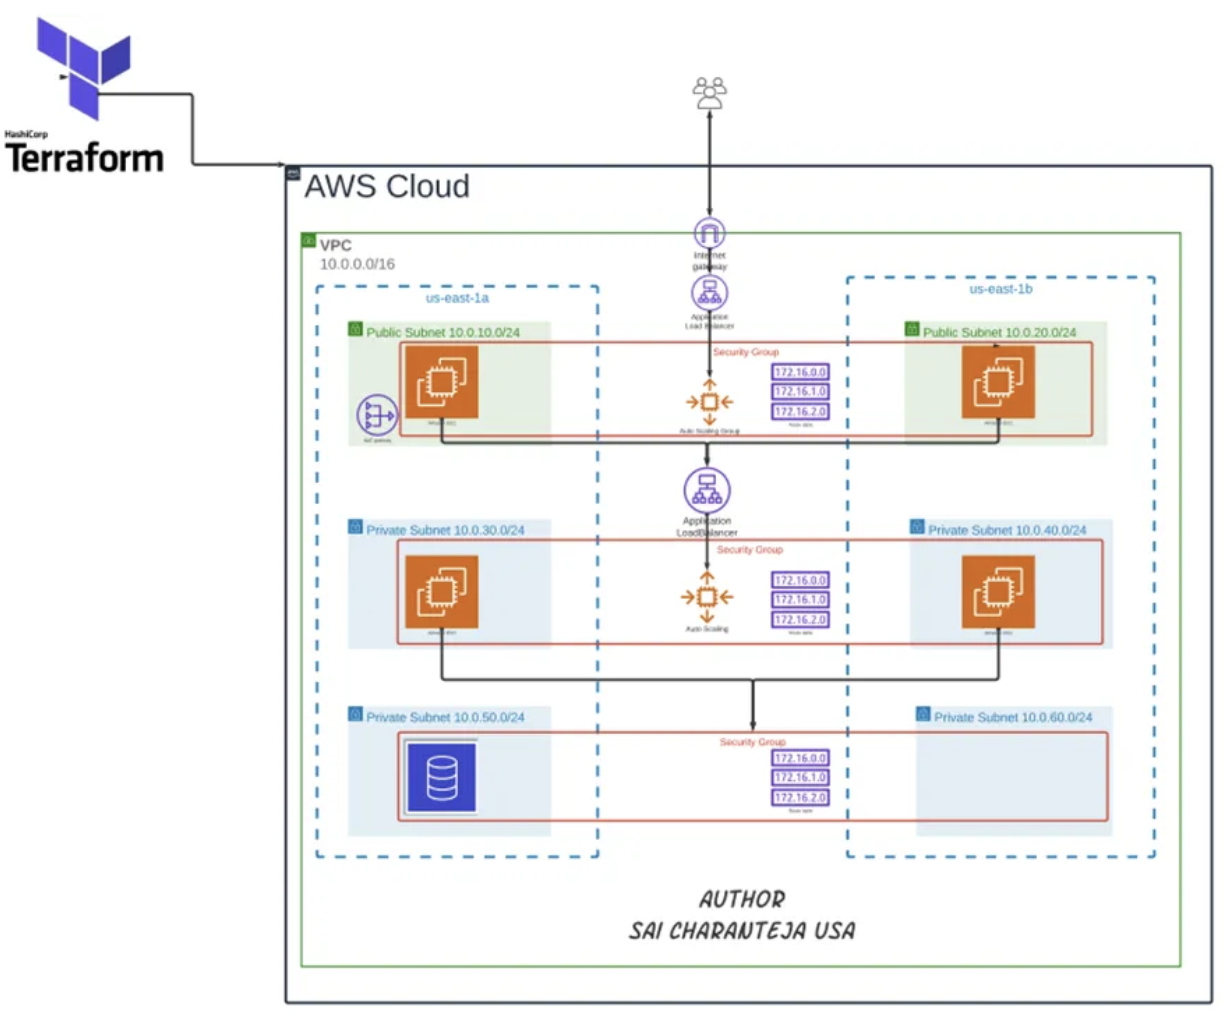 HashiCorp
Terraform
AWS Cloud
VPC
10.0.0.0/16
Internet
gateway
us-east-1a
us-east-1b
Application
Load Balancer
Public Subnet 10.0.10.0/24
Public Subnet 10.0.20.0/24
Security Group
172.16.0.0
172.16.1.0
172.16.2.0
Auto Scaling Group
Application
LoadBalancer
Private Subnet 10.0.30.0/24
Private Subnet 10.0.40.0/24
Security Group
172.16.0.0
172.16.1.0
172.16.2.0
Auto Scaling
Private Subnet 10.0.50.0/24
Private Subnet 10.0.60.0/24
Security Group
172.16.0.0
172.16.1.0
172.16.2.0
AUTHOR
SAI CHARANTEJA USA